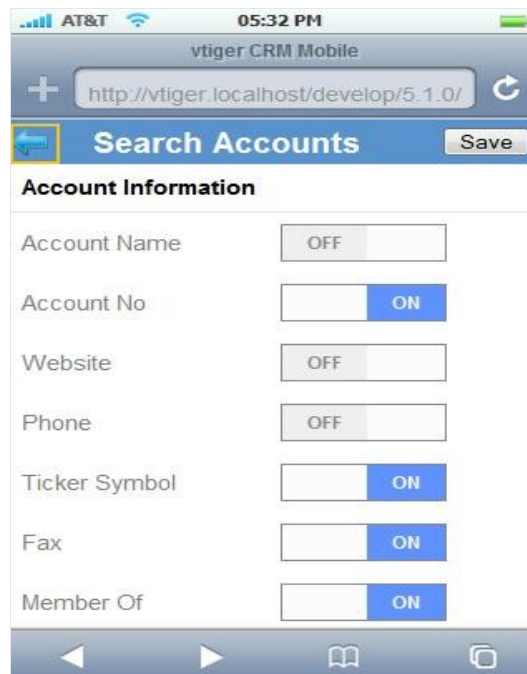 AT&T 05:32 PM
vtiger CRM Mobile
http://vtiger.localhost/develop/5.1.0/
Search Accounts Save
Account Information
Account Name OFF
Account No ON
Website OFF
Phone OFF
Ticker Symbol ON
Fax ON
Member Of ON